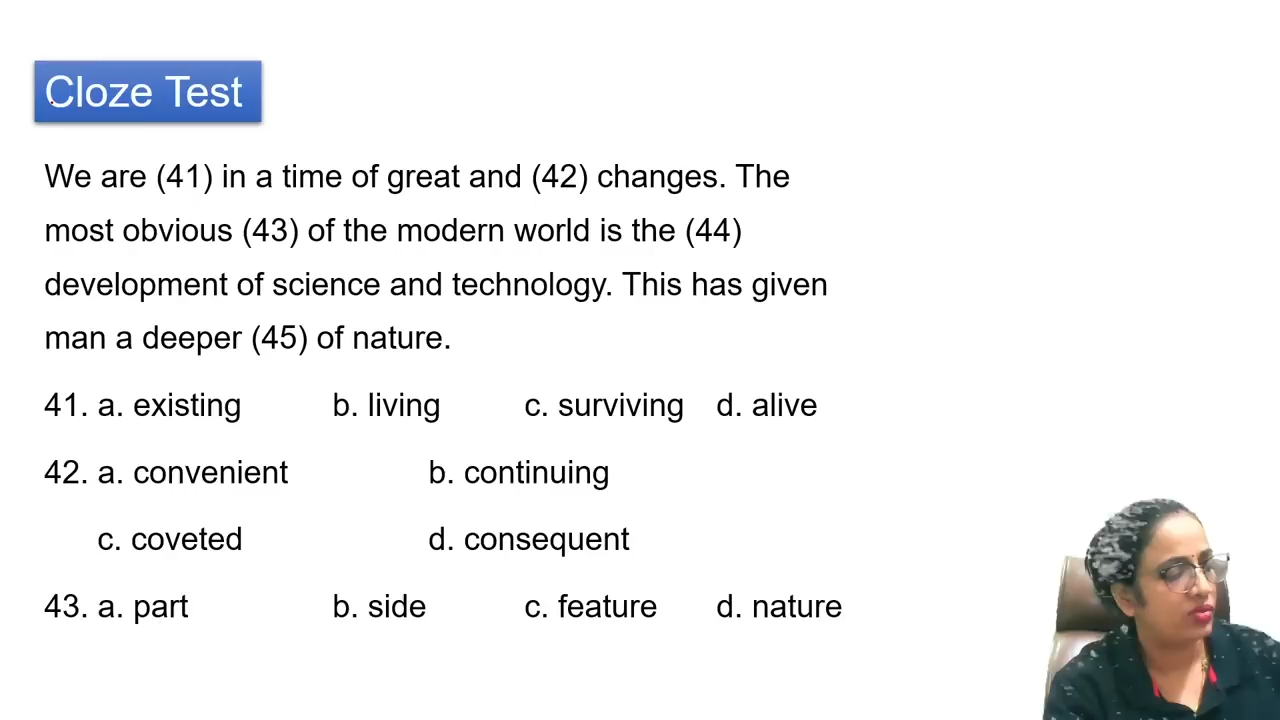 Cloze Test
We are (41) in a time of great and (42) changes. The
most obvious (43) of the modern world is the (44)
development of science and technology. This has given
man a deeper (45) of nature.
41. a. existing b. living c. surviving d. alive
42. a. convenient b. continuing
c. coveted d. consequent
43. a. part b. side c. feature d. nature